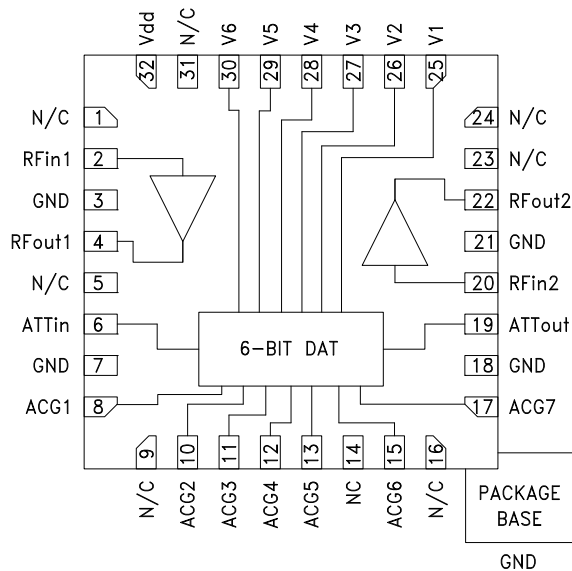 Vdd
N/C
V6
V5
V4
V3
V2
V1
32
31
30
29
28
27
26
25
N/C 1
RFin1 2
GND 3
RFout1 4
N/C 5
ATTin 6
GND 7
ACG1 8
24 N/C
23 N/C
22 RFout2
21 GND
20 RFin2
19 ATTout
18 GND
17 ACG7
6-BIT DAT
9
10
11
12
13
14
15
16
N/C
ACG2
ACG3
ACG4
ACG5
NC
ACG6
N/C
PACKAGE
BASE
GND